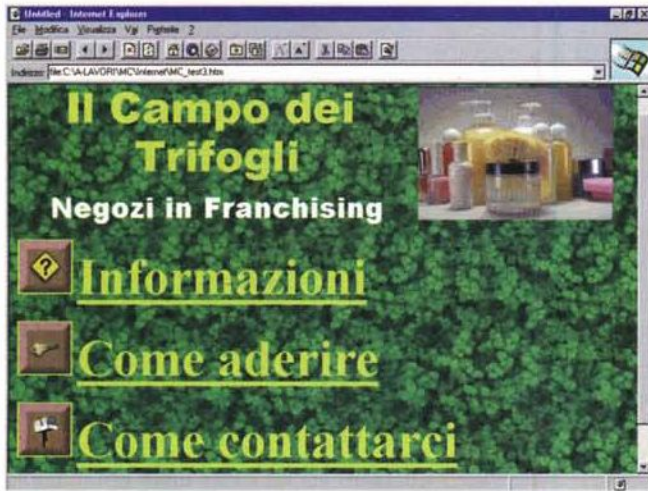 Untitled - Internet Explorer
File Modifica Visualizza Vai Preferite ?
Indirizzo: file:C:\A-LAVORI\MC\Internet\MC_test3.htm
Il Campo dei
Trifogli
Negozi in Franchising
Informazioni
Come aderire
Come contattarci